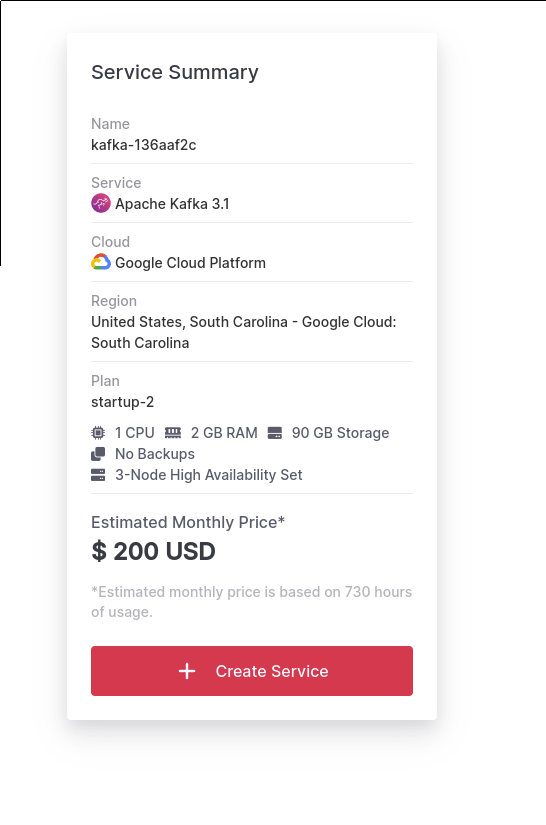 Service Summary
Name
kafka-136aaf2c
Service
Apache Kafka 3.1
Cloud
Google Cloud Platform
Region
United States, South Carolina - Google Cloud:
South Carolina
Plan
startup-2
1 CPU 2 GB RAM 90 GB Storage
No Backups
3-Node High Availability Set
Estimated Monthly Price*
$ 200 USD
*Estimated monthly price is based on 730 hours
of usage.
+ Create Service